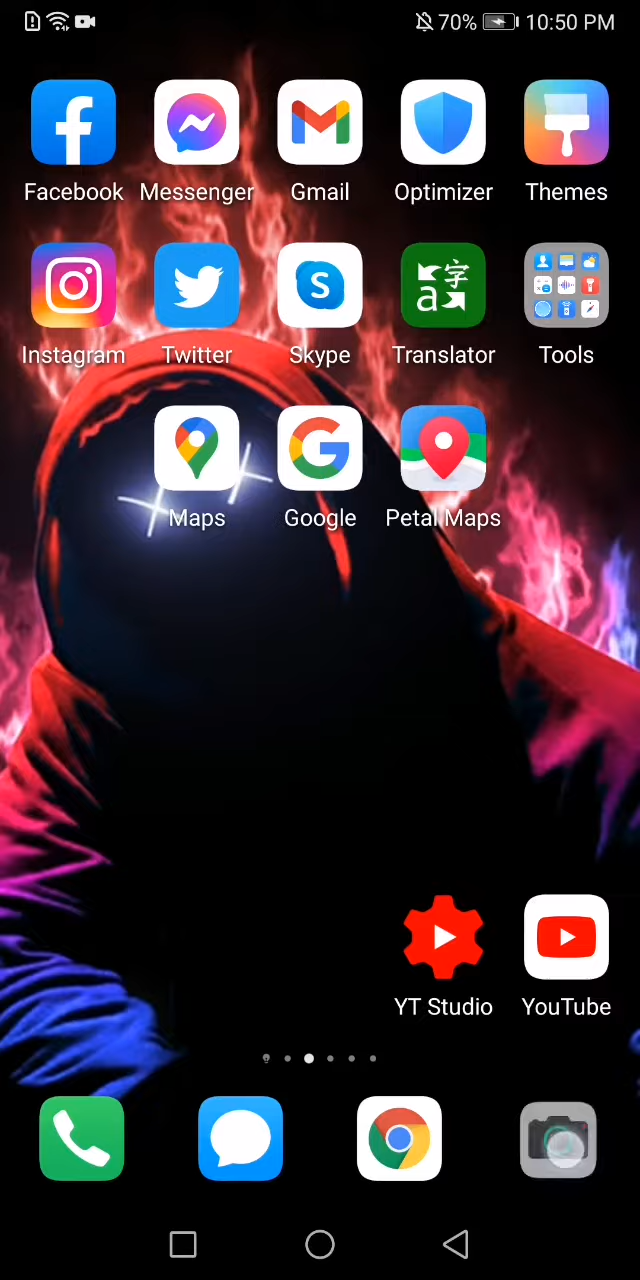 70% 10:50 PM
Facebook Messenger Gmail Optimizer Themes
字
a
S
Instagram Twitter Skype Translator Tools
G
Maps Google Petal Maps
YT Studio YouTube